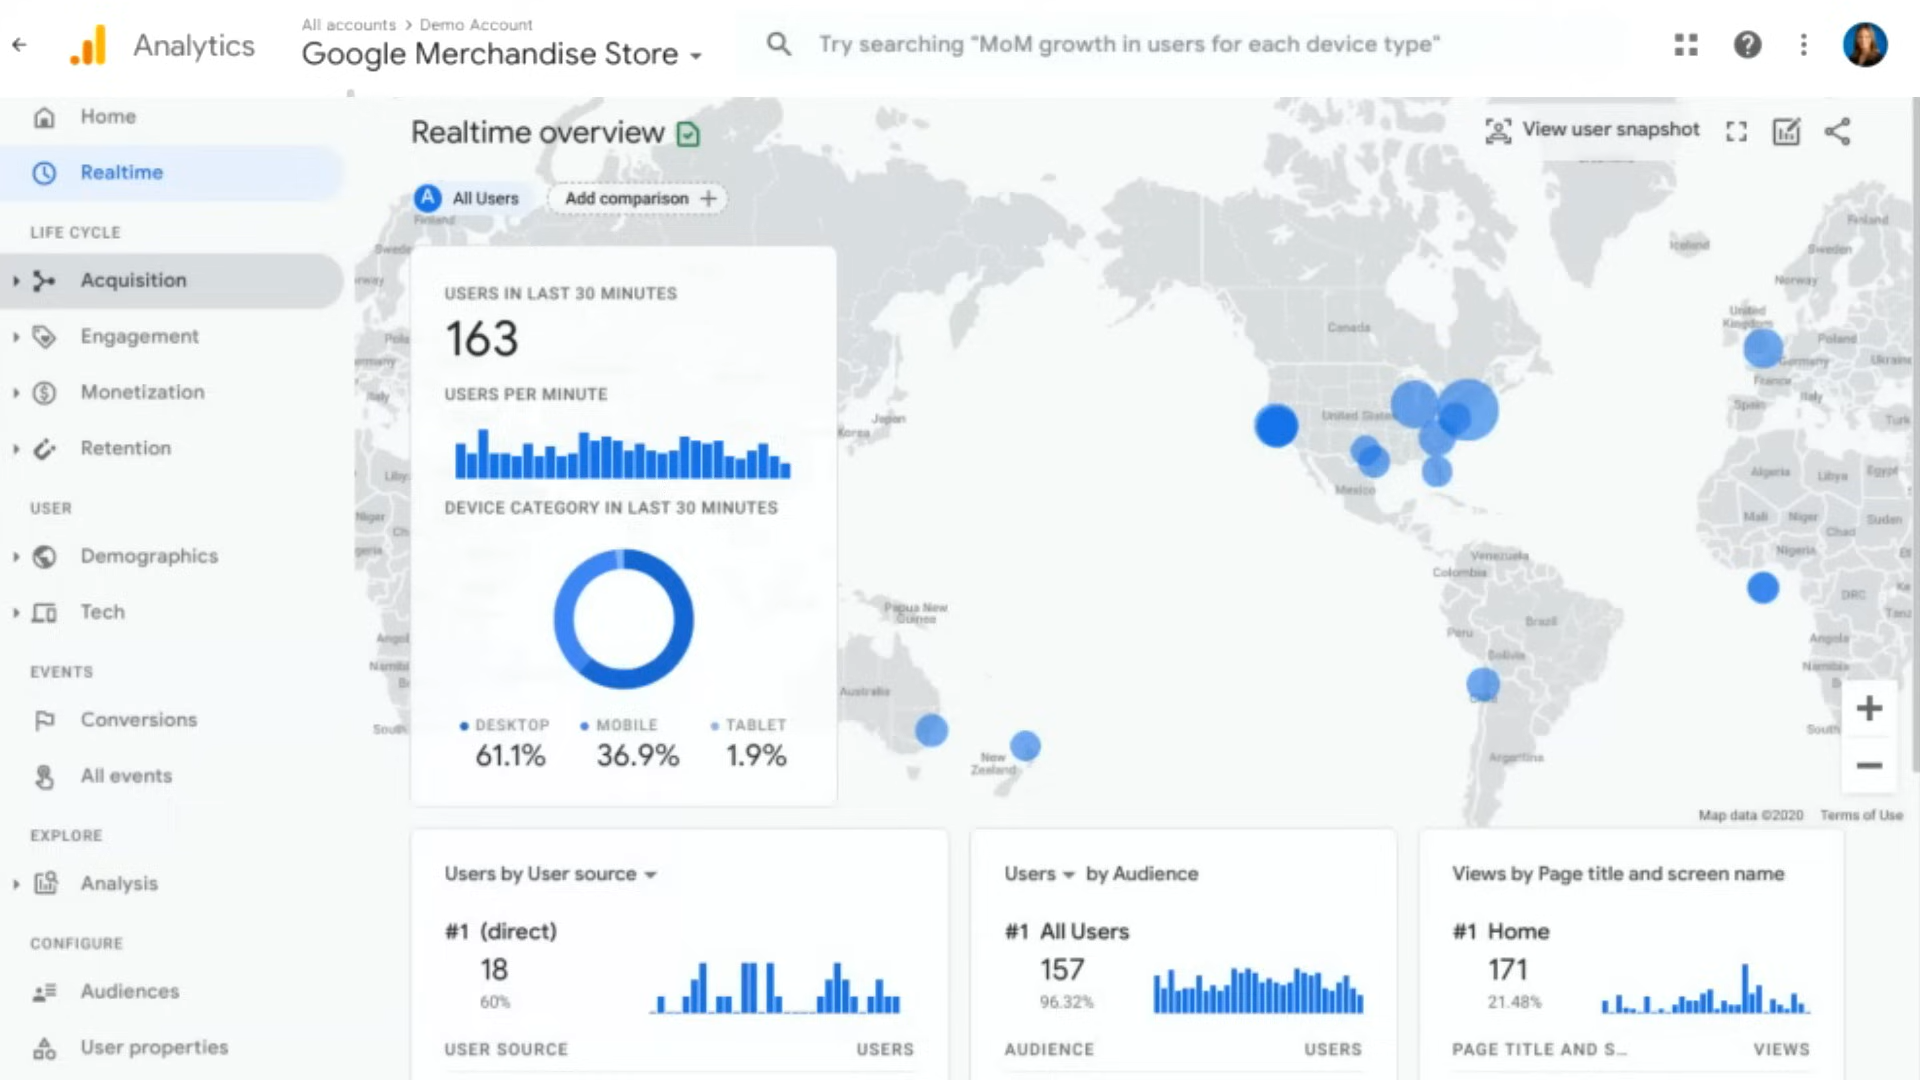 Analytics
All accounts > Demo Account
Google Merchandise Store
Try searching "MoM growth in users for each device type"
Home
Realtime
LIFE CYCLE
Acquisition
Engagement
Monetization
Retention
USER
Demographics
Tech
EVENTS
Conversions
All events
EXPLORE
Analysis
CONFIGURE
Audiences
User properties
Realtime overview
View user snapshot
A All Users
Add comparison +
USERS IN LAST 30 MINUTES
163
USERS PER MINUTE
DEVICE CATEGORY IN LAST 30 MINUTES
DESKTOP MOBILE TABLET
61.1% 36.9% 1.9%
Finland
Japan
Korea
Papua New
Guinea
Australia
New
Zealand
Canada
United States
Mexico
Venezuela
Colombia
Brazil
Peru
Bolivia
Chile
Argentina
Iceland
Finland
Sweden
Norway
United
Kingdom
Poland
Germany
Ukraine
France
Italy
Spain
Turk
Algeria
Libya
Egypt
Mali
Niger
Sudan
Chad
Nigeria
DRC
Tanz
Angola
Namibia
South
Map data ©2020 Terms of Use
Users by User source
#1 (direct)
18
60%
USER SOURCE USERS
Users by Audience
#1 All Users
157
96.32%
AUDIENCE USERS
Views by Page title and screen name
#1 Home
171
21.48%
PAGE TITLE AND S... VIEWS